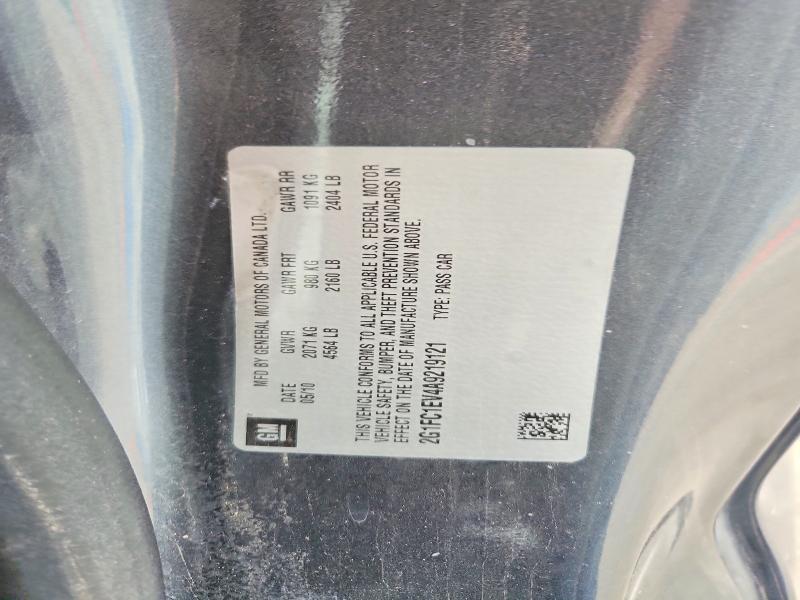 MFD BY GENERAL MOTORS OF CANADA LTD.
GM
DATE GVWR GAWR FRT GAWR RR
05/10 2071 KG 980 KG 1091 KG
4564 LB 2160 LB 2404 LB
THIS VEHICLE CONFORMS TO ALL APPLICABLE U.S. FEDERAL MOTOR
VEHICLE SAFETY, BUMPER, AND THEFT PREVENTION STANDARDS IN
EFFECT ON THE DATE OF MANUFACTURE SHOWN ABOVE.
2G1FC1EV4A9219121 TYPE: PASS CAR